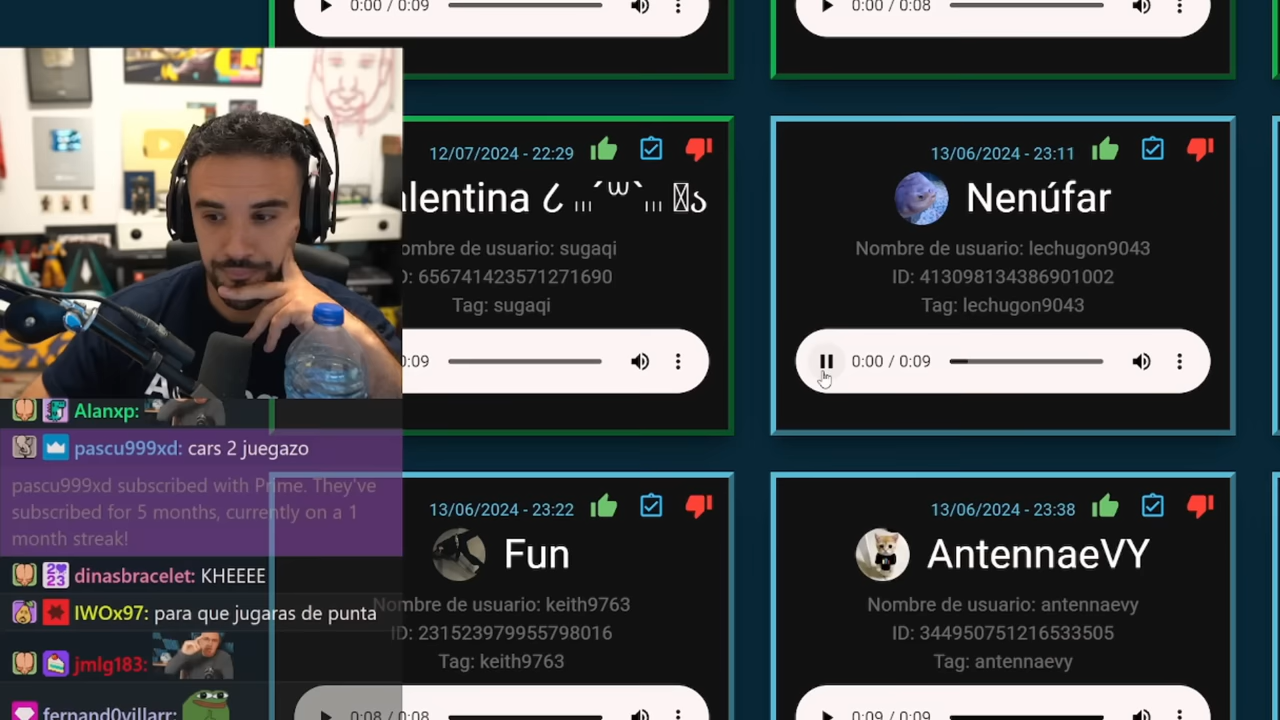 0:00 / 0:09
0:00 / 0:08
12/07/2024 - 22:29
lentina
ombre de usuario: sugaqi
D: 656741423571271690
Tag: sugaqi
0:09
13/06/2024 - 23:11
Nenúfar
Nombre de usuario: lechugon9043
ID: 413098134386901002
Tag: lechugon9043
0:00 / 0:09
Alanxp:
pascu999xd: cars 2 juegazo
pascu999xd subscribed with Prime. They've
subscribed for 5 months, currently on a 1
month streak!
dinasbracelet: KHEEEE
IWOx97: para que jugaras de punta
jmlg183:
fernand0villarr:
13/06/2024 - 23:22
Fun
Nombre de usuario: keith9763
ID: 231523979955798016
Tag: keith9763
0:08 / 0:08
13/06/2024 - 23:38
AntennaeVY
Nombre de usuario: antennaevy
ID: 344950751216533505
Tag: antennaevy
0:09 / 0:09